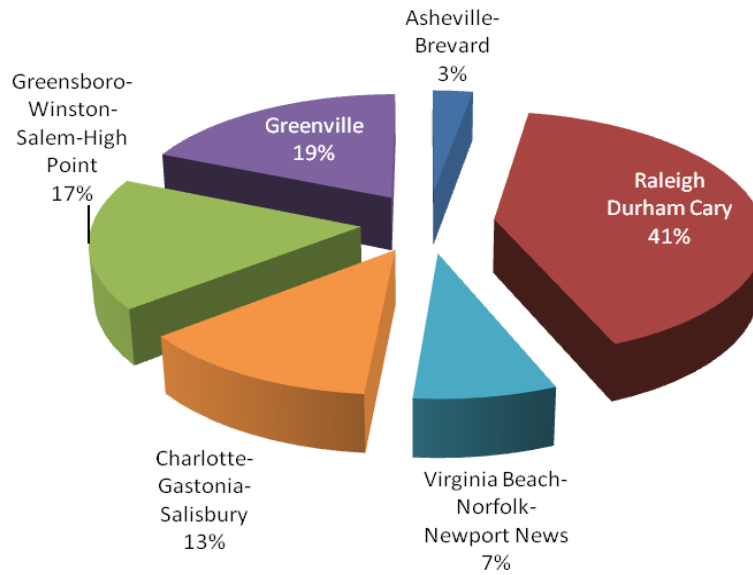 Asheville-
Brevard
3%
Raleigh
Durham Cary
41%
Virginia Beach-
Norfolk-
Newport News
7%
Charlotte-
Gastonia-
Salisbury
13%
Greensboro-
Winston-
Salem-High
Point
17%
Greenville
19%